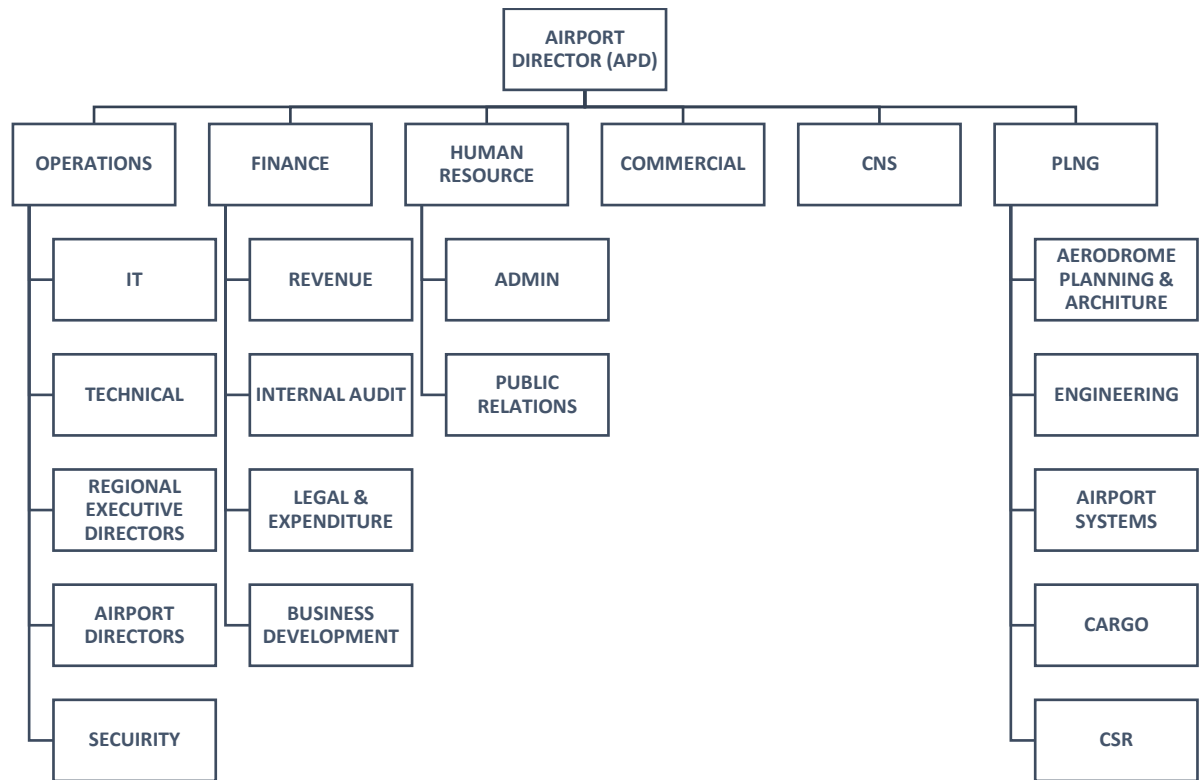 AIRPORT
DIRECTOR (APD)
OPERATIONS
FINANCE
HUMAN
RESOURCE
COMMERCIAL
CNS
PLNG
IT
TECHNICAL
REGIONAL
EXECUTIVE
DIRECTORS
AIRPORT
DIRECTORS
SECUIRITY
REVENUE
INTERNAL AUDIT
LEGAL &
EXPENDITURE
BUSINESS
DEVELOPMENT
ADMIN
PUBLIC
RELATIONS
AERODROME
PLANNING &
ARCHITURE
ENGINEERING
AIRPORT
SYSTEMS
CARGO
CSR